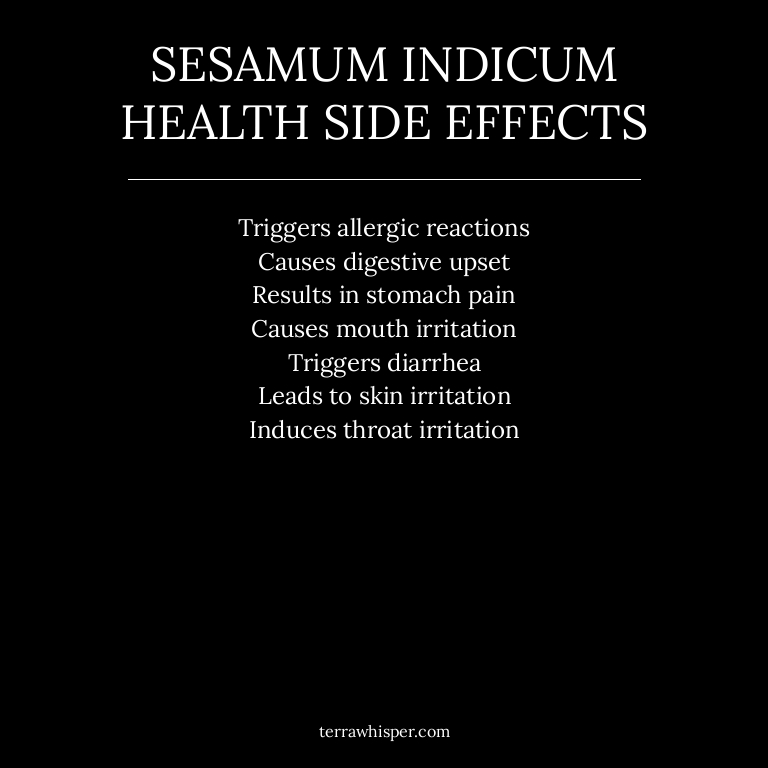 SESAMUM INDICUM
HEALTH SIDE EFFECTS
Triggers allergic reactions
Causes digestive upset
Results in stomach pain
Causes mouth irritation
Triggers diarrhea
Leads to skin irritation
Induces throat irritation
terrawhisper.com